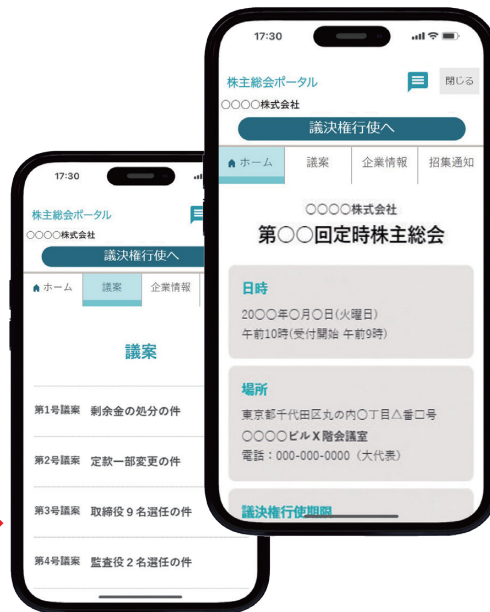 17:30
株主総会ポータル
閉じる
○○○○株式会社
議決権行使へ
ホーム 議案 企業情報 招集通知
○○○○株式会社
第○○回定時株主総会
日時
20○○年○月○日(火曜日)
午前10時(受付開始 午前9時)
場所
東京都千代田区丸の内○丁目△番□号
○○○○ビルX階会議室
電話：000-000-0000（大代表）
議決権行使期限
17:30
株主総会ポータル
○○○○株式会社
議決権行使へ
ホーム 議案 企業情報
議案
第1号議案 剰余金の処分の件
第2号議案 定款一部変更の件
第3号議案 取締役９名選任の件
第4号議案 監査役２名選任の件